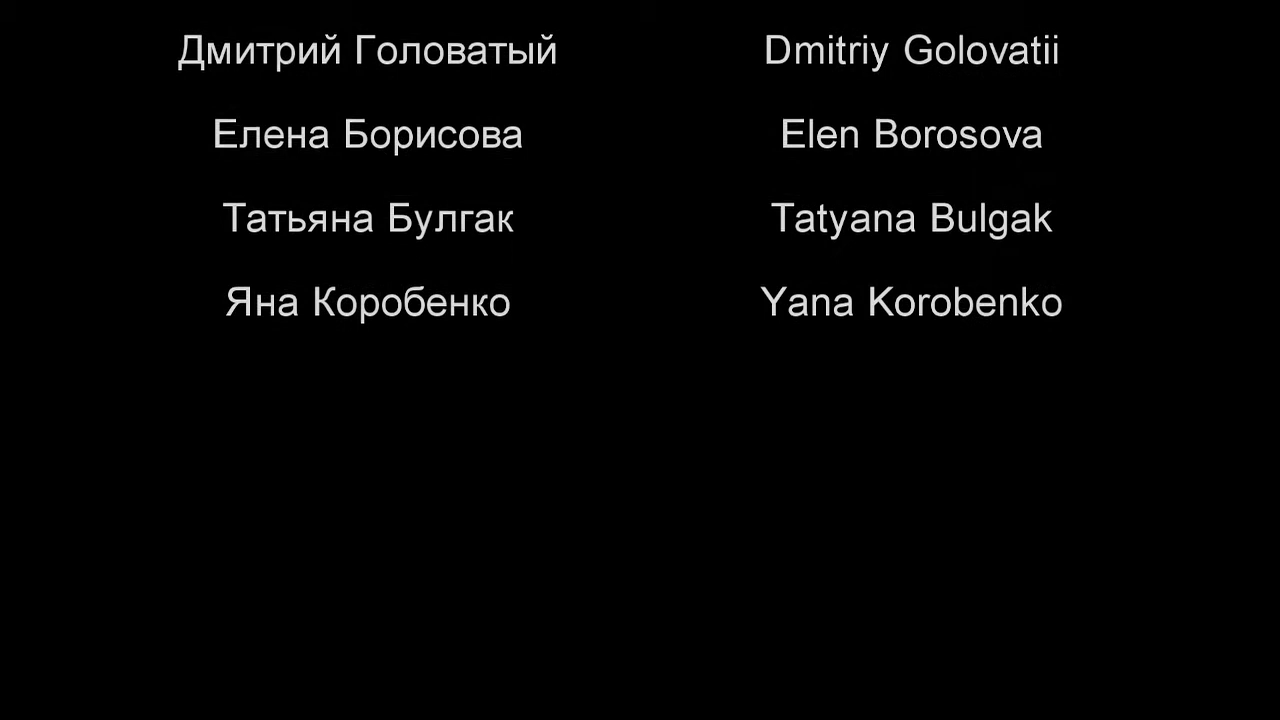 Дмитрий Головатый Dmitriy Golovatii
Елена Борисова Elen Borosova
Татьяна Булгак Tatyana Bulgak
Яна Коробенко Yana Korobenko